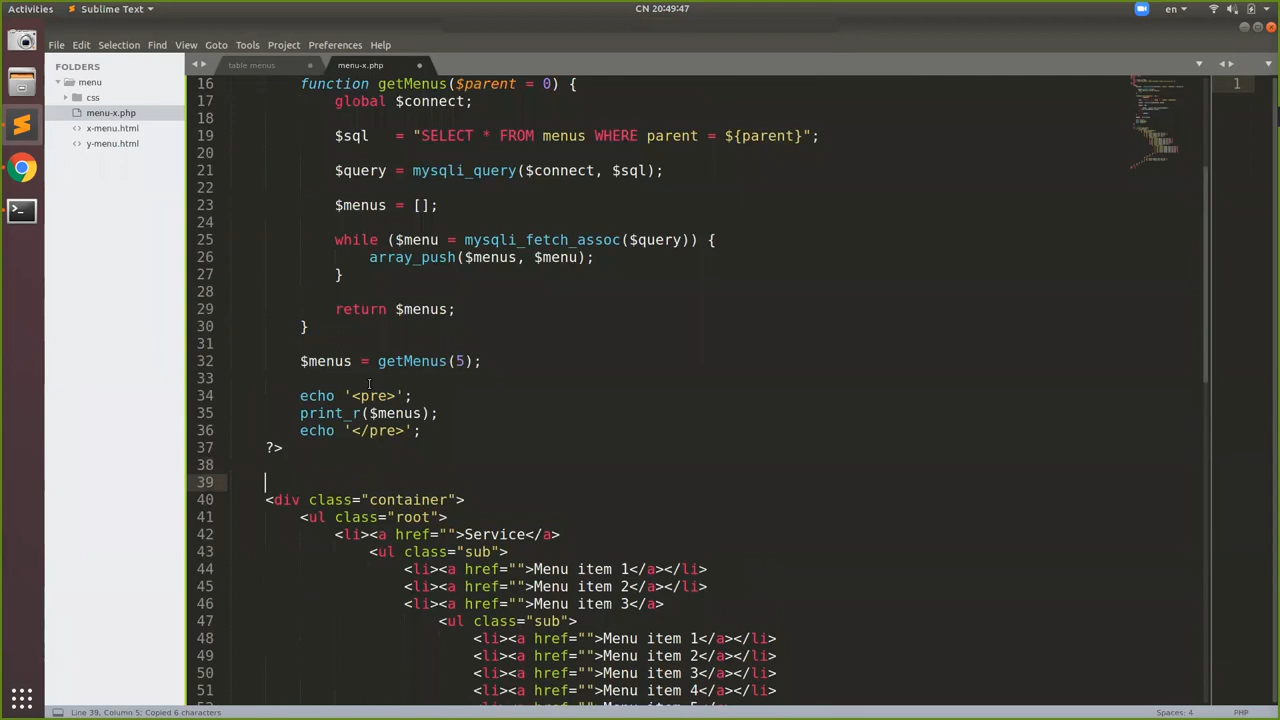 Activities
Sublime Text
CN 20:49:47
en
File Edit Selection Find View Goto Tools Project Preferences Help
FOLDERS
menu
css
menu-x.php
x-menu.html
y-menu.html
table menus
menu-x.php
16 function getMenus($parent = 0) {
17 global $connect;
18
19 $sql = "SELECT * FROM menus WHERE parent = ${parent}";
20
21 $query = mysqli_query($connect, $sql);
22
23 $menus = [];
24
25 while ($menu = mysqli_fetch_assoc($query)) {
26 array_push($menus, $menu);
27 }
28
29 return $menus;
30 }
31
32 $menus = getMenus(5);
33
34 echo '<pre>';
35 print_r($menus);
36 echo '</pre>';
37 ?>
38
39
40 <div class="container">
41 <ul class="root">
42 <li><a href="">Service</a>
43 <ul class="sub">
44 <li><a href="">Menu item 1</a></li>
45 <li><a href="">Menu item 2</a></li>
46 <li><a href="">Menu item 3</a>
47 <ul class="sub">
48 <li><a href="">Menu item 1</a></li>
49 <li><a href="">Menu item 2</a></li>
50 <li><a href="">Menu item 3</a></li>
51 <li><a href="">Menu item 4</a></li>
1
Line 39, Column 5; Copied 6 characters
Spaces: 4
PHP